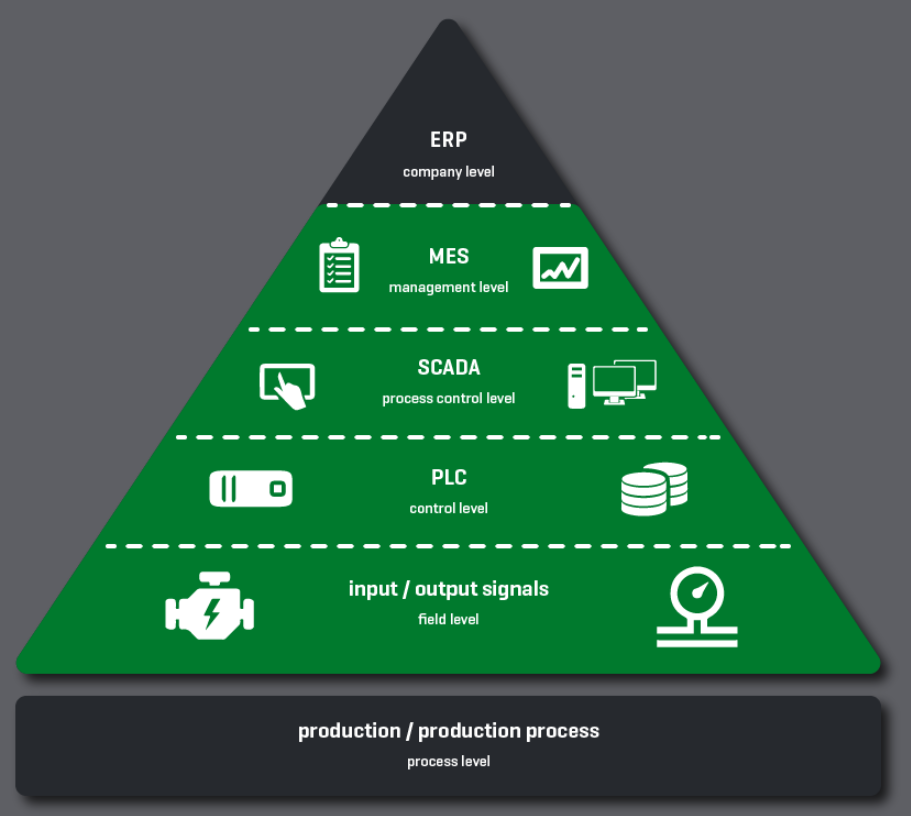 ERP
company level
MES
management level
SCADA
process control level
PLC
control level
input / output signals
field level
production / production process
process level